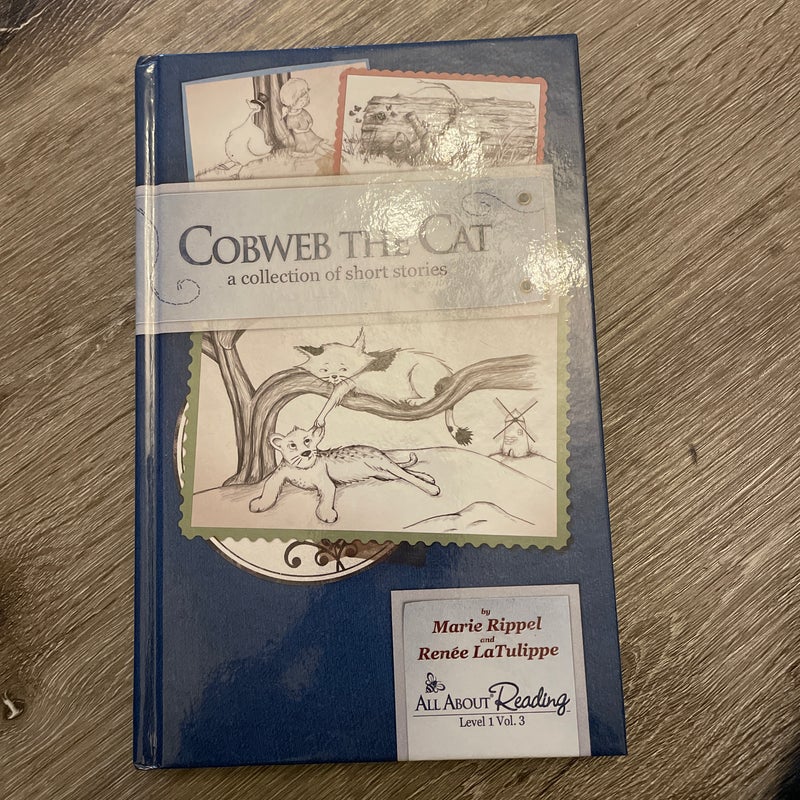 COBWEB THE CAT
a collection of short stories
by
Marie Rippel
and
Renée LaTulippe
ALL ABOUT® Reading™
Level 1 Vol. 3